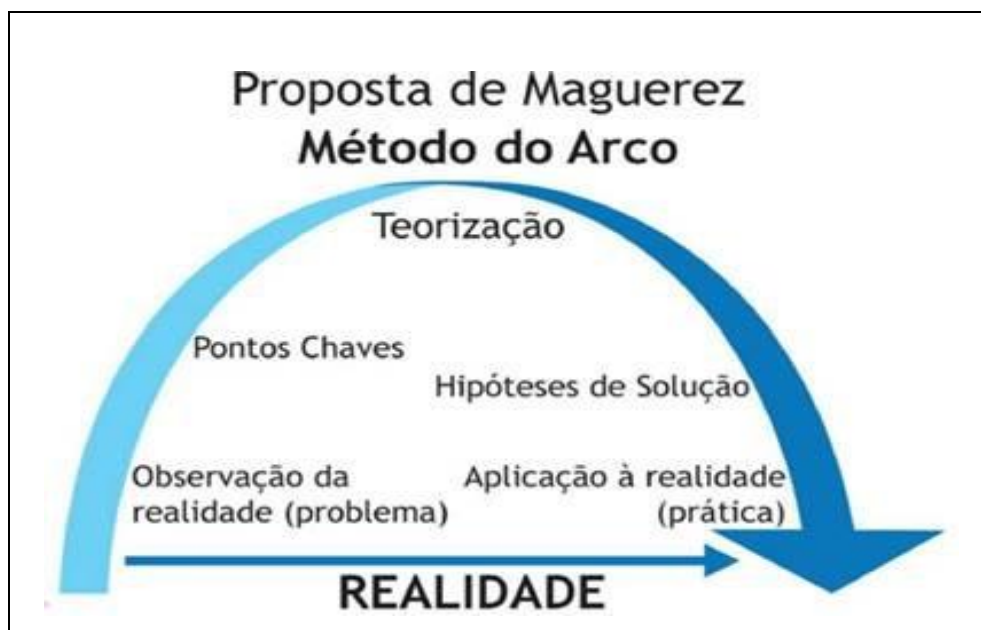 Proposta de Maguerez
Método do Arco
Teorização
Pontos Chaves
Hipóteses de Solução
Observação da
realidade (problema)
Aplicação à realidade
(prática)
REALIDADE